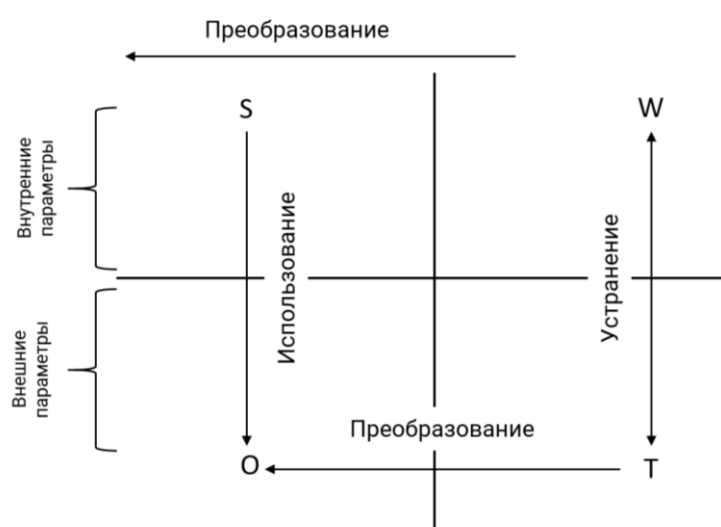 Преобразование
S
W
Внутренние
параметры
Использование
Устранение
Внешние
параметры
Преобразование
O
T